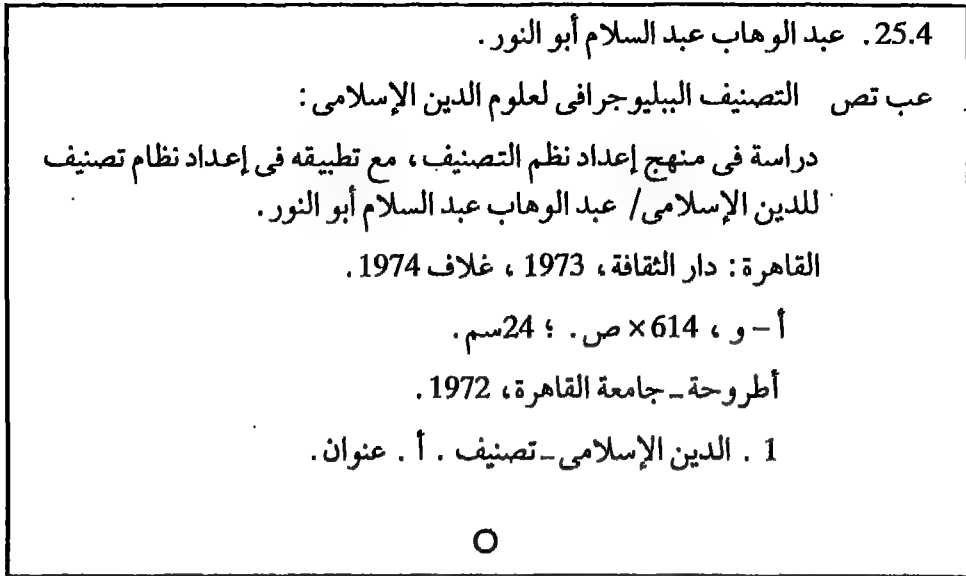 25.4. عبد الوهاب عبد السلام أبو النور.
عب تص التصنيف الببليوجرافى لعلوم الدين الإسلامى:
دراسة فى منهج إعداد نظم التصنيف، مع تطبيقه فى إعداد نظام تصنيف
للدين الإسلامى/ عبد الوهاب عبد السلام أبو النور.
القاهرة: دار الثقافة، 1973، غلاف 1974.
أ – و، 614× ص. ؛ 24سم.
أطروحة ـ جامعة القاهرة، 1972.
1 . الدين الإسلامى ـ تصنيف . أ . عنوان.